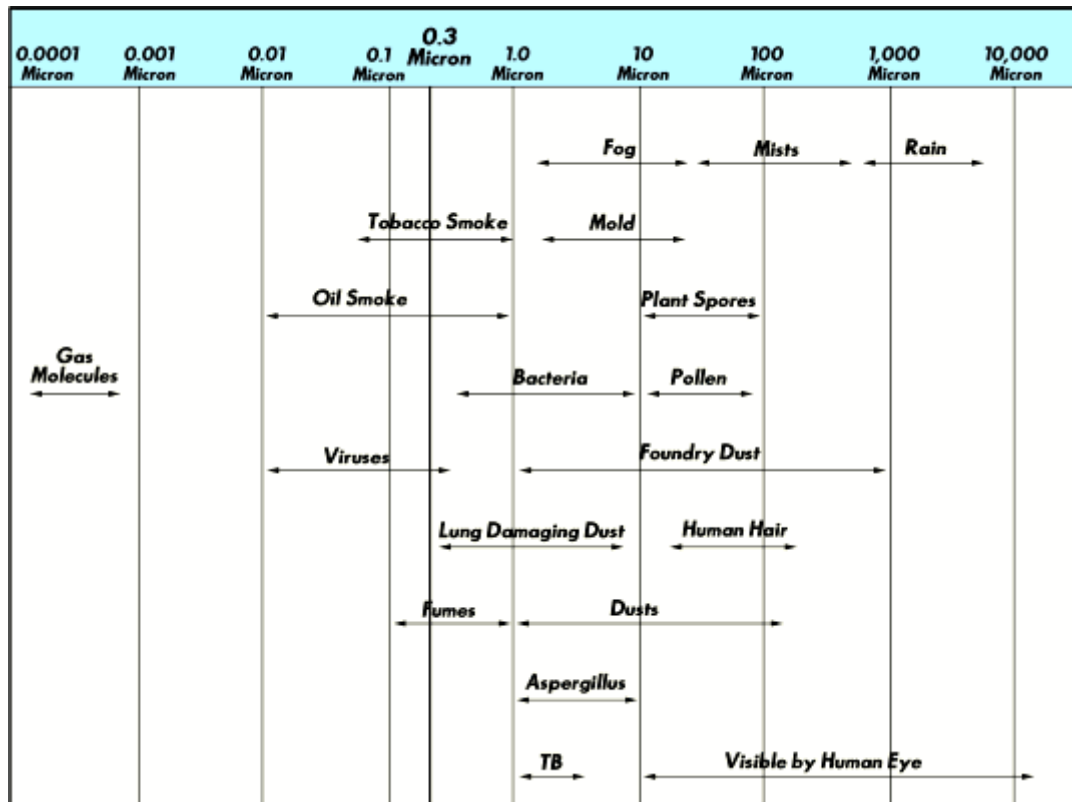 0.0001 Micron
0.001 Micron
0.01 Micron
0.1 Micron
0.3 Micron
1.0 Micron
10 Micron
100 Micron
1,000 Micron
10,000 Micron
Fog
Mists
Rain
Tobacco Smoke
Mold
Oil Smoke
Plant Spores
Gas
Molecules
Bacteria
Pollen
Viruses
Foundry Dust
Lung Damaging Dust
Human Hair
Fumes
Dusts
Aspergillus
TB
Visible by Human Eye